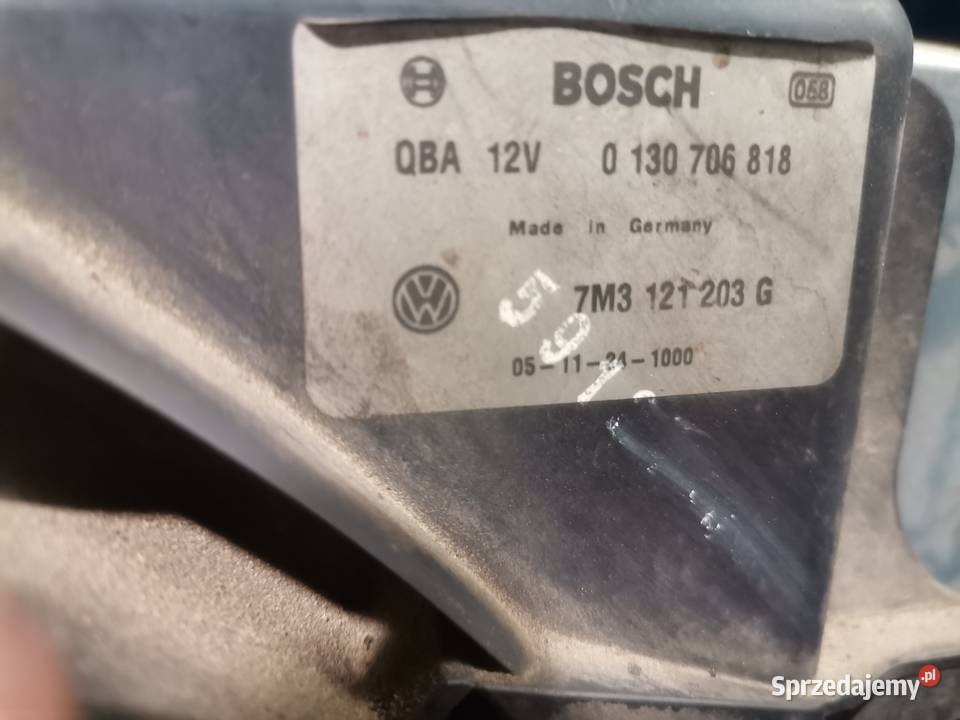 BOSCH
QBA 12V 0 130 706 818
Made in Germany
7M3 121 203 G
05-11-24-1000
Sprzedajemy.pl